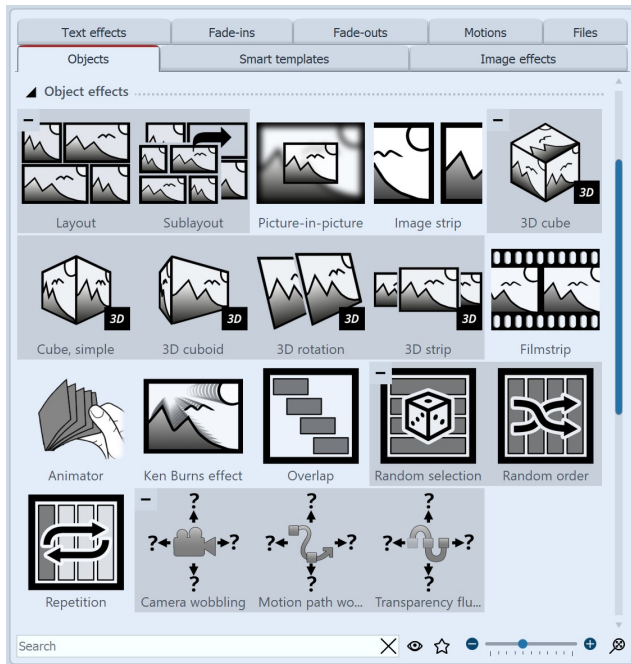 Text effects
Fade-ins
Fade-outs
Motions
Files
Objects
Smart templates
Image effects
Object effects
Layout
Sublayout
Picture-in-picture
Image strip
3D
3D cube
3D
3D
3D
3D
Cube, simple
3D cuboid
3D rotation
3D strip
Filmstrip
Animator
Ken Burns effect
Overlap
Random selection
Random order
? ? ?
? ? ? ? ? ?
? ? ?
Repetition
Camera wobbling
Motion path wo...
Transparency flu...
Search